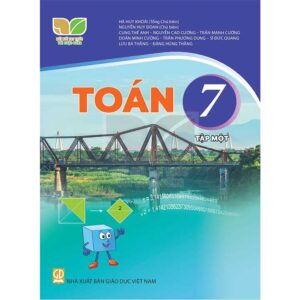 HÀ HUY KHOÁI (Tổng Chủ biên)
NGUYỄN HUY ĐOAN (Chủ biên)
CUNG THẾ ANH – NGUYỄN CAO CƯỜNG – TRẦN MẠNH CƯỜNG
DOÃN MINH CƯỜNG – TRẦN PHƯƠNG DUNG – SĨ ĐỨC QUANG
LƯU BÁ THẮNG – ĐẶNG HÙNG THẮNG
TOÁN 7
TẬP MỘT
NHÀ XUẤT BẢN GIÁO DỤC VIỆT NAM